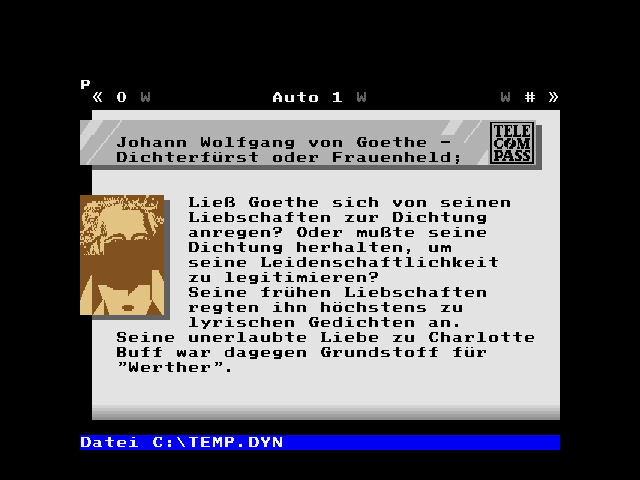 P
« 0 W Auto 1 W W # »
Johann Wolfgang von Goethe -
Dichterfürst oder Frauenheld;
TELE
COM
PASS
Ließ Goethe sich von seinen
Liebschaften zur Dichtung
anregen? Oder mußte seine
Dichtung herhalten, um
seine Leidenschaftlichkeit
zu legitimieren?
Seine frühen Liebschaften
regten ihn höchstens zu
lyrischen Gedichten an.
Seine unerlaubte Liebe zu Charlotte
Buff war dagegen Grundstoff für
"Werther".
Datei C:\TEMP.DYN